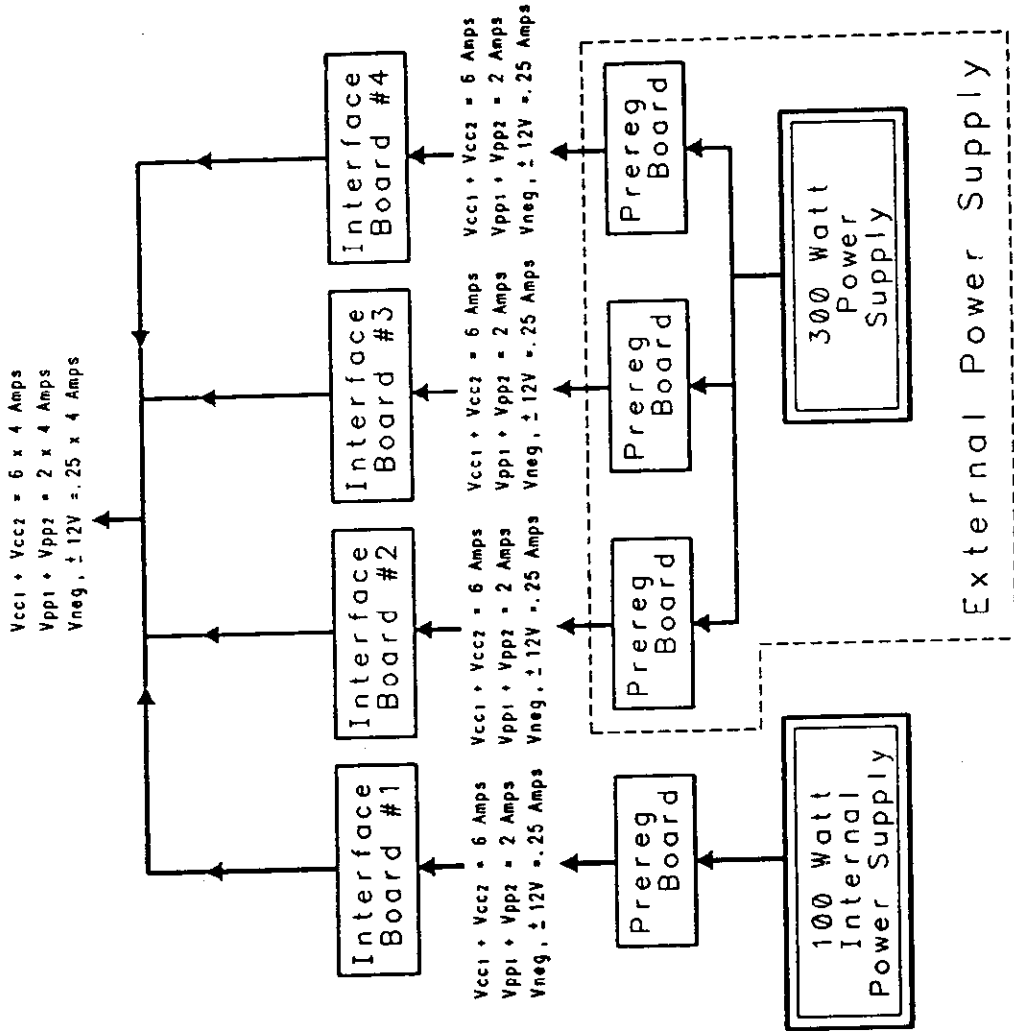 Vcc1 + Vcc2 = 6 x 4 Amps
Vpp1 + Vpp2 = 2 x 4 Amps
Vneg, ± 12V =.25 x 4 Amps
Interface
Board #1
Interface
Board #2
Interface
Board #3
Interface
Board #4
Vcc1 + Vcc2 = 6 Amps
Vpp1 + Vpp2 = 2 Amps
Vneg, ± 12V =.25 Amps
Vcc1 + Vcc2 = 6 Amps
Vpp1 + Vpp2 = 2 Amps
Vneg, ± 12V =.25 Amps
Vcc1 + Vcc2 = 6 Amps
Vpp1 + Vpp2 = 2 Amps
Vneg, ± 12V =.25 Amps
Vcc1 + Vcc2 = 6 Amps
Vpp1 + Vpp2 = 2 Amps
Vneg, ± 12V =.25 Amps
Prereg
Board
Prereg
Board
Prereg
Board
Prereg
Board
100 Watt
Internal
Power Supply
300 Watt
Power
Supply
External Power Supply